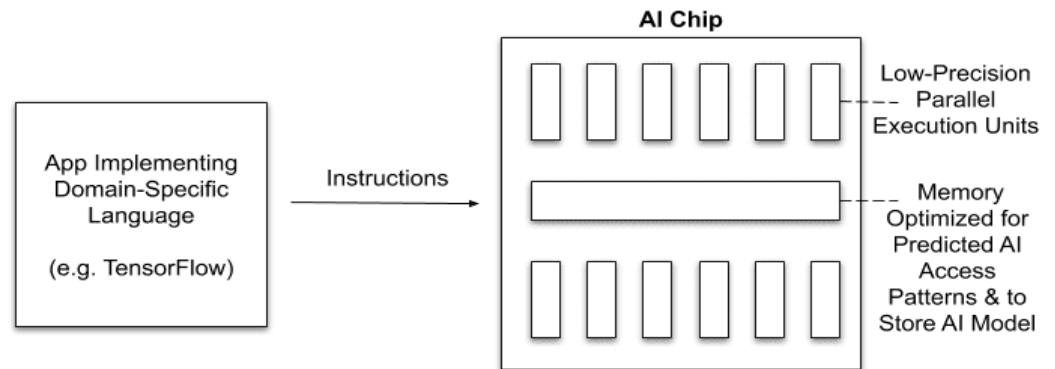 AI Chip
App Implementing
Domain-Specific
Language
(e.g. TensorFlow)
Instructions
Low-Precision
Parallel
Execution Units
Memory
Optimized for
Predicted AI
Access
Patterns & to
Store AI Model